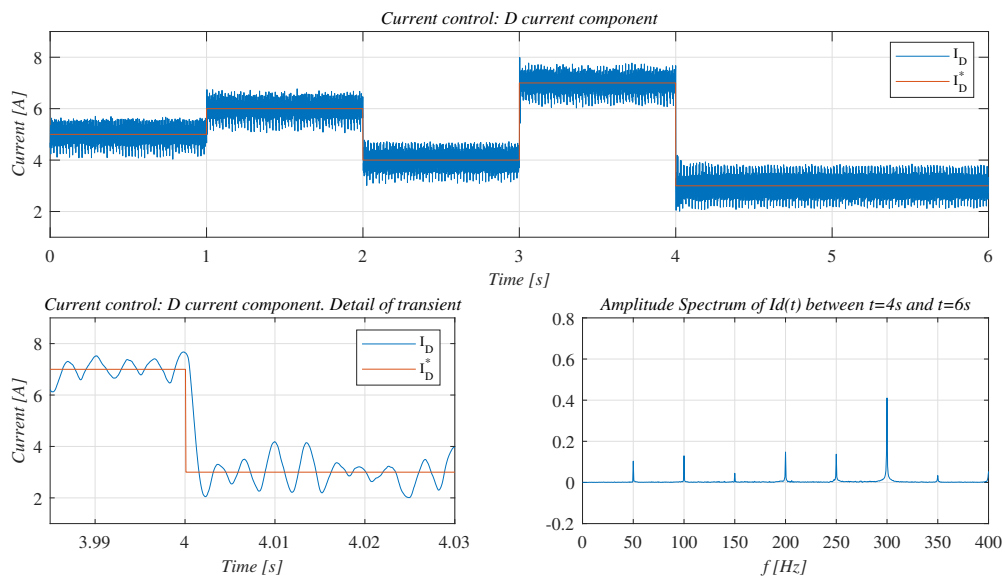 Current control: D current component
Current [A]
8
6
4
2
0
1
2
3
4
5
6
Time [s]
I_D
I_D^*
Current control: D current component. Detail of transient
Current [A]
8
6
4
2
3.99
4
4.01
4.02
4.03
Time [s]
I_D
I_D^*
Amplitude Spectrum of Id(t) between t=4s and t=6s
0.8
0.6
0.4
0.2
0
-0.2
0
50
100
150
200
250
300
350
400
f [Hz]